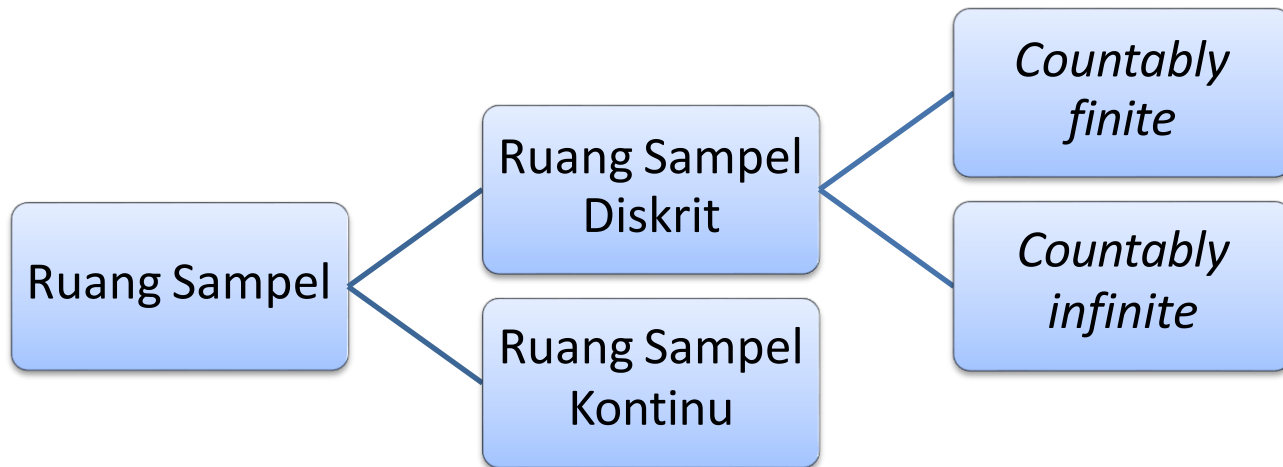 Ruang Sampel
Ruang Sampel
Diskrit
Ruang Sampel
Kontinu
Countably
finite
Countably
infinite